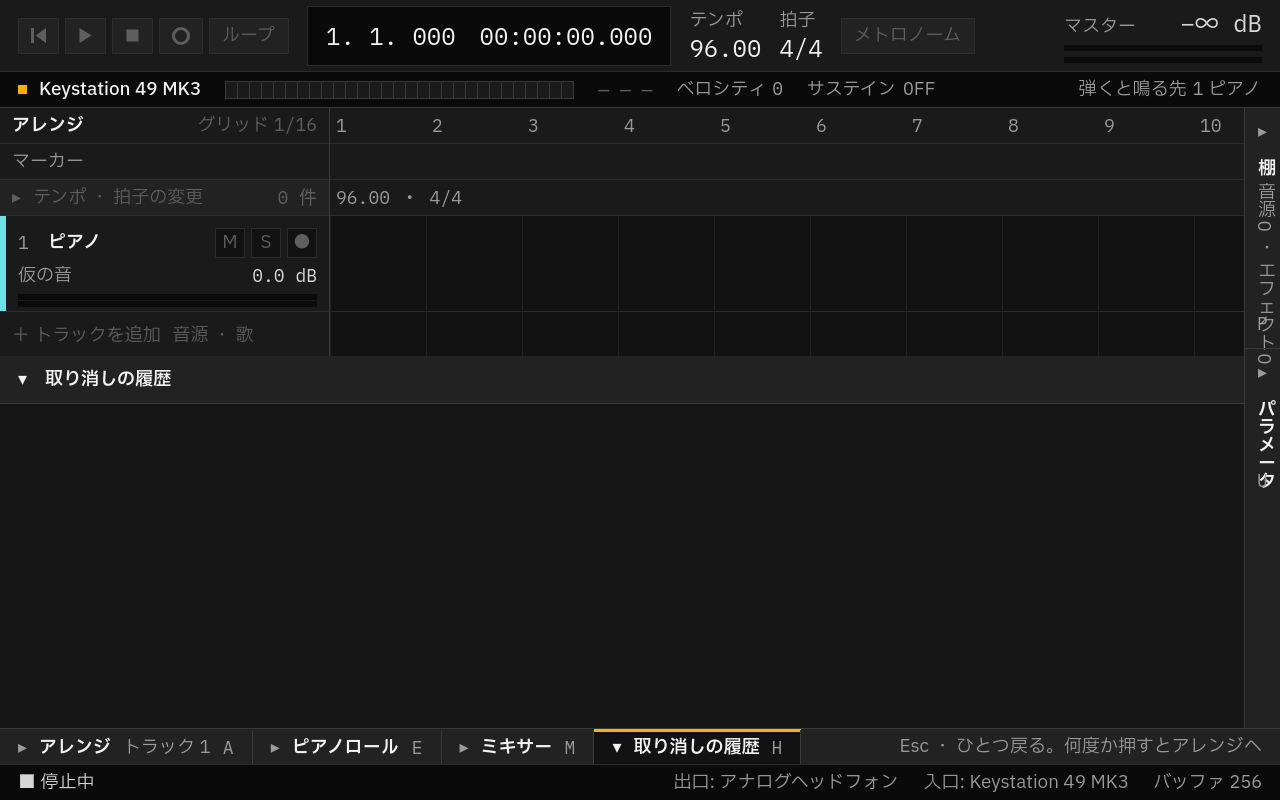 ループ
1. 1. 000 00:00:00.000
テンポ 拍子
96.00 4/4
メトロノーム
マスター −∞ dB
Keystation 49 MK3 — — — ベロシティ 0 サステイン OFF 弾くと鳴る先 1 ピアノ
アレンジ グリッド 1/16 1 2 3 4 5 6 7 8 9 10
マーカー
▸ テンポ · 拍子の変更 0 件 96.00 · 4/4
1 ピアノ M S
仮の音 0.0 dB
+ トラックを追加 音源 · 歌
▾ 取り消しの履歴
▸ 棚 音源 0 · エフェクト 0 P
▸ パラメータ
▸ アレンジ トラック 1 A ▸ ピアノロール E ▸ ミキサー M ▾ 取り消しの履歴 H Esc · ひとつ戻る。何度か押すとアレンジへ
■ 停止中 出口: アナログヘッドフォン 入口: Keystation 49 MK3 バッファ 256